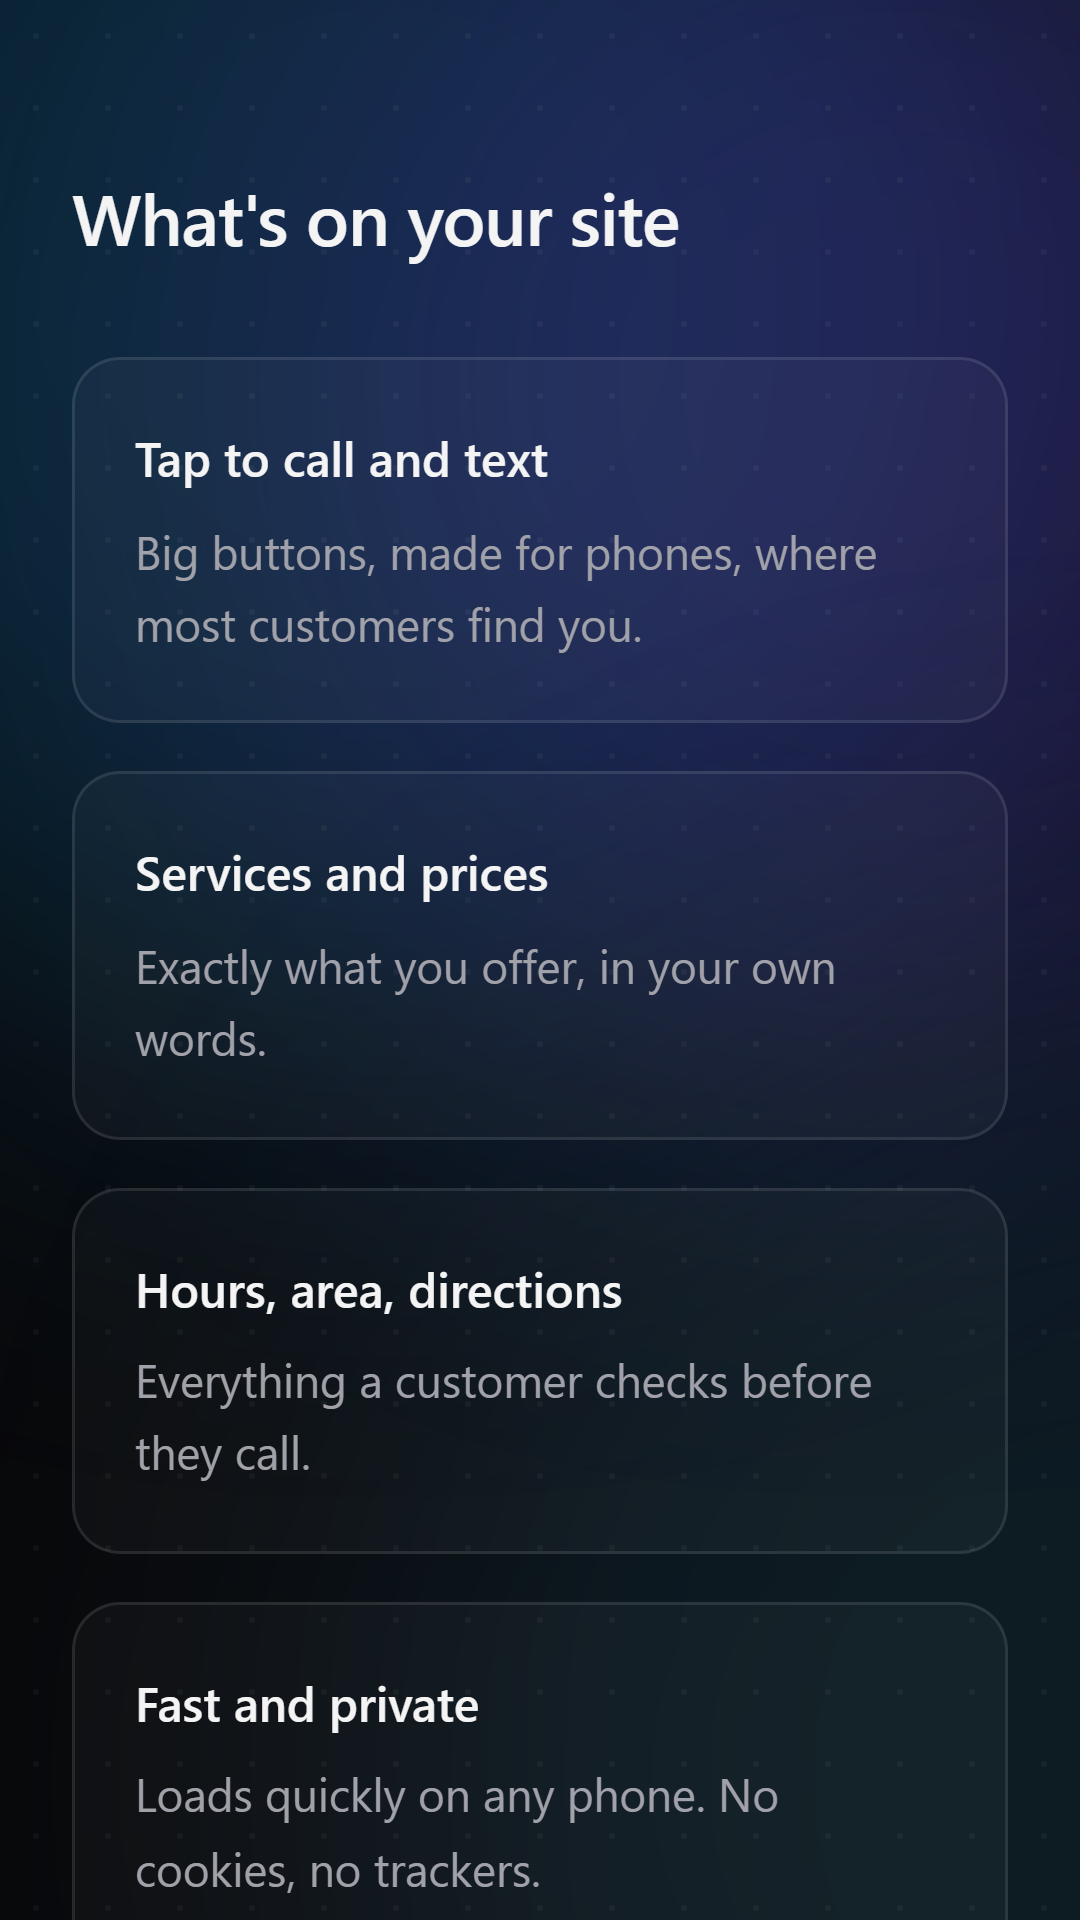 What's on your site
Tap to call and text
Big buttons, made for phones, where
most customers find you.
Services and prices
Exactly what you offer, in your own
words.
Hours, area, directions
Everything a customer checks before
they call.
Fast and private
Loads quickly on any phone. No
cookies, no trackers.